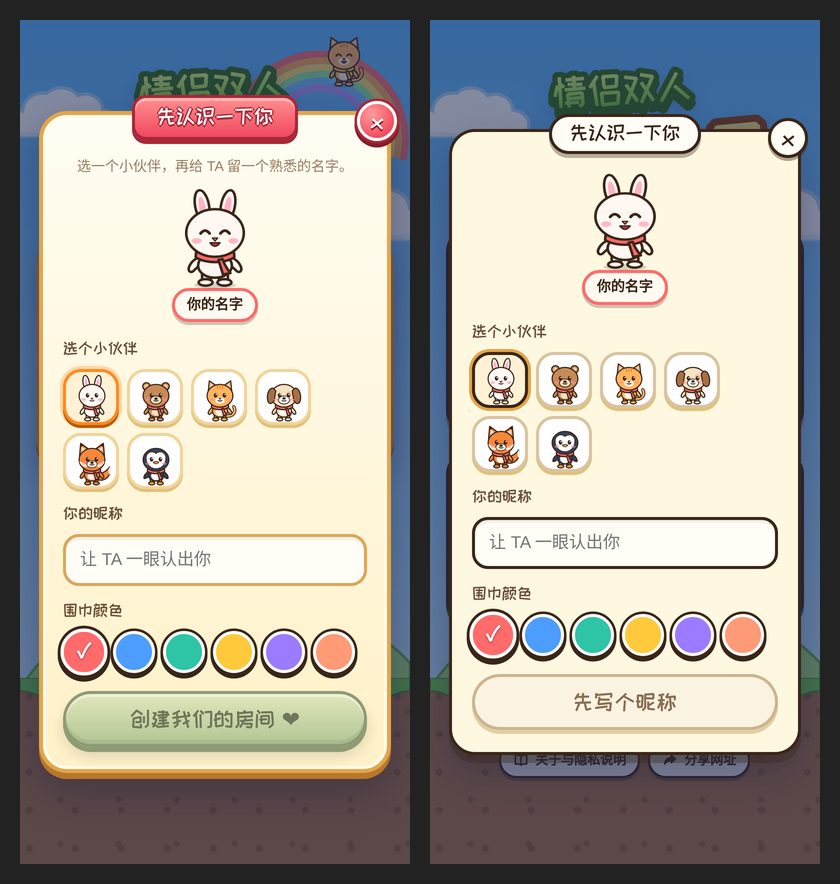 情侣双人
先认识一下你
×
选一个小伙伴，再给 TA 留一个熟悉的名字。
你的名字
选个小伙伴
你的昵称
让 TA 一眼认出你
围巾颜色
✓
创建我们的房间 ❤
情侣双人
先认识一下你
×
你的名字
选个小伙伴
你的昵称
让 TA 一眼认出你
围巾颜色
✓
先写个昵称
关于与隐私说明
分享网址